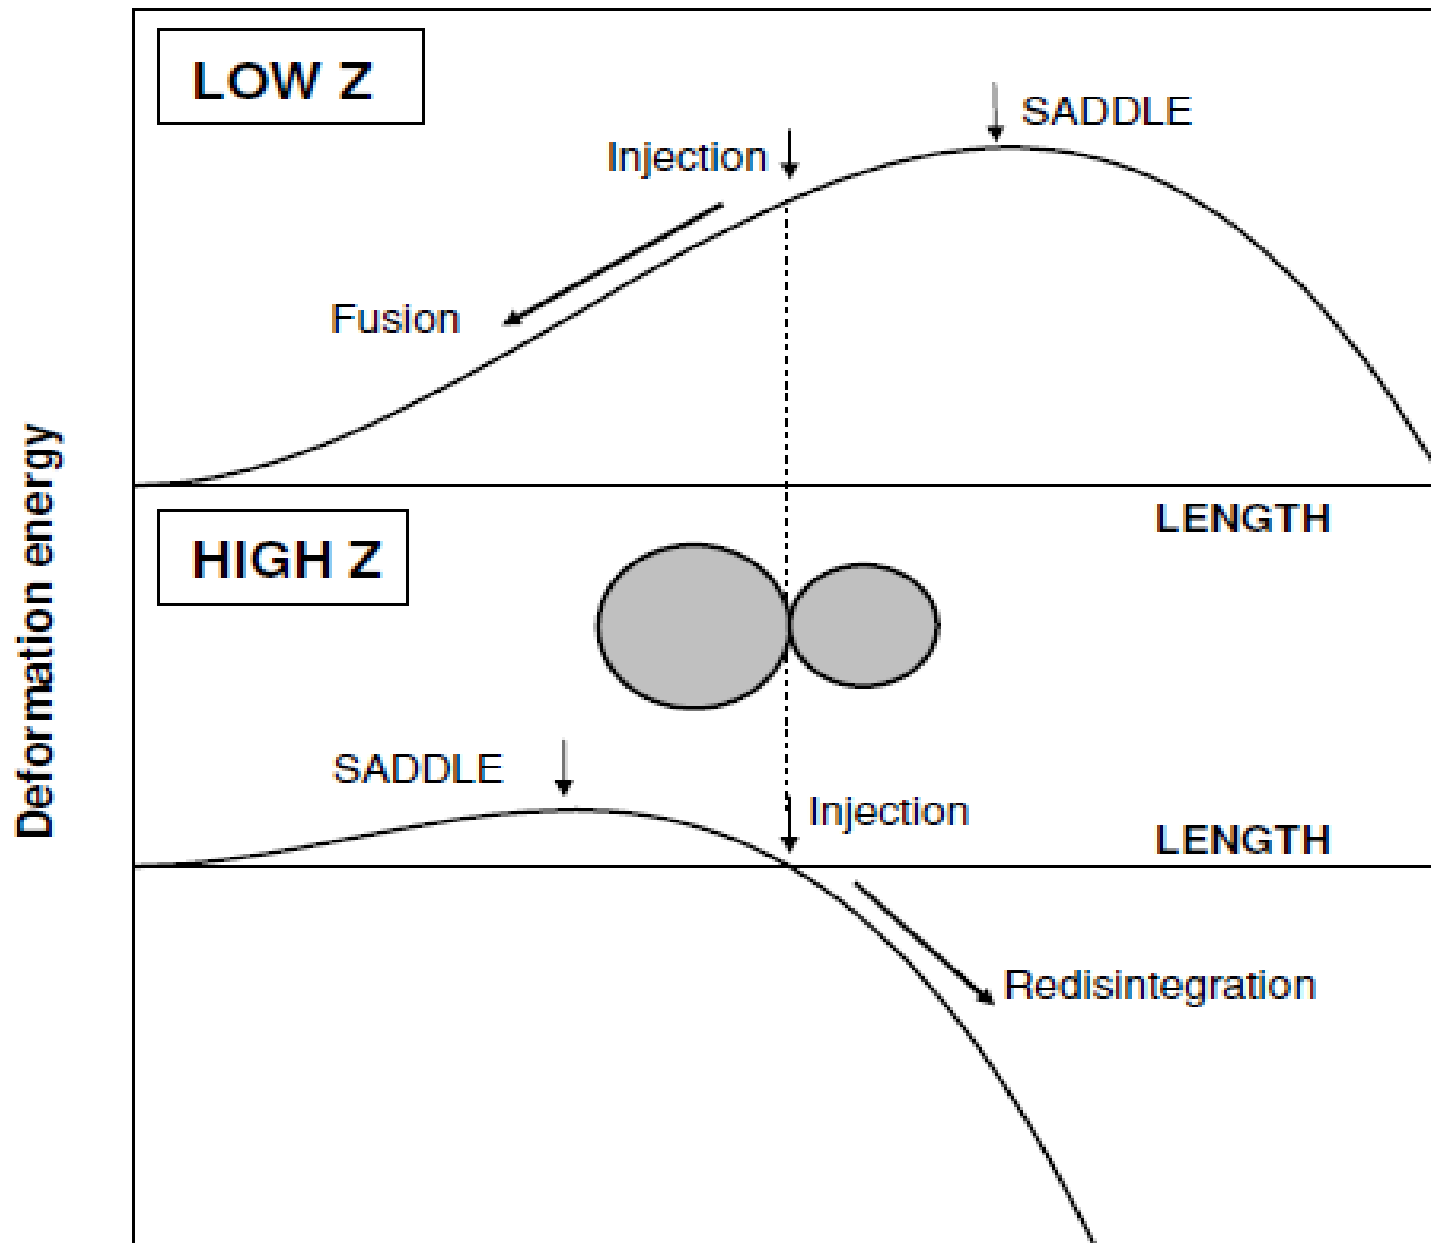 LOW Z
SADDLE
Injection
Fusion
LENGTH
HIGH Z
SADDLE
Injection
LENGTH
Redisintegration
Deformation energy